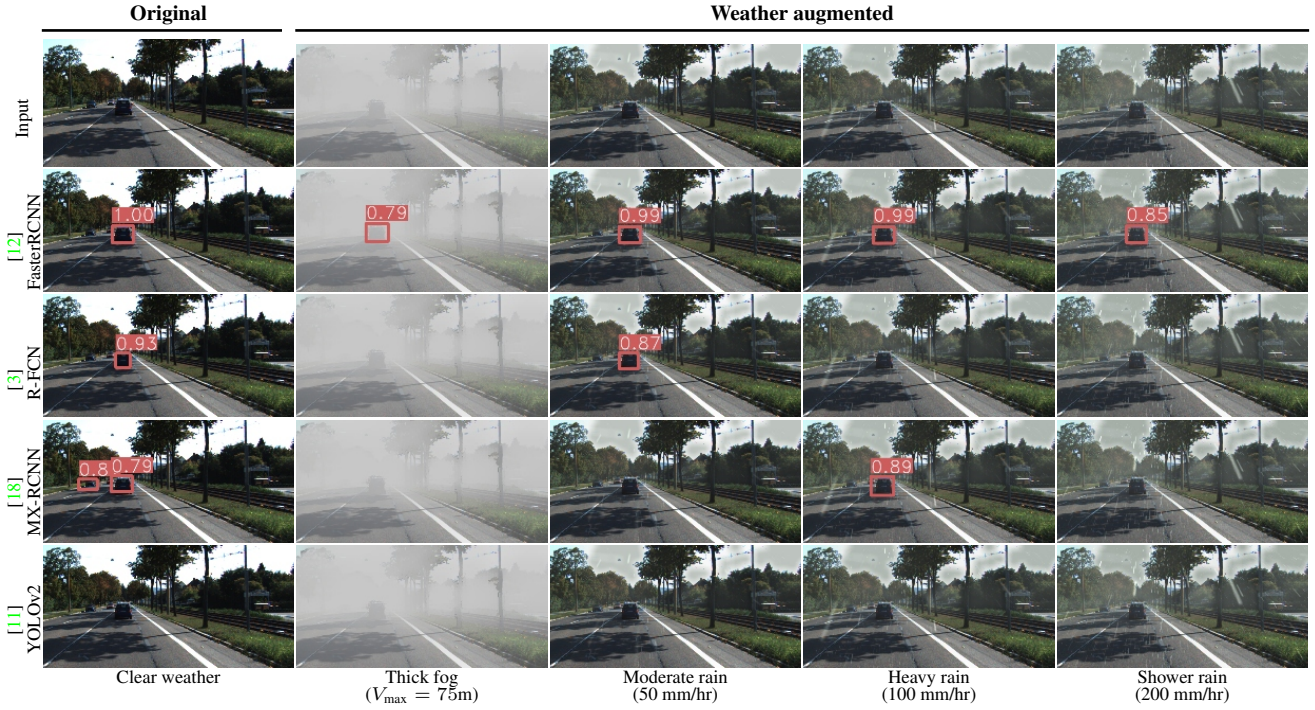 Original
Weather augmented
Input
[12]
FasterRCNN
1.00
0.79
0.99
0.99
0.85
[3]
R-FCN
0.93
0.87
[18]
MX-RCNN
0.8
0.79
0.89
[11]
YOLOv2
Clear weather
Thick fog
(Vmax = 75m)
Moderate rain
(50 mm/hr)
Heavy rain
(100 mm/hr)
Shower rain
(200 mm/hr)